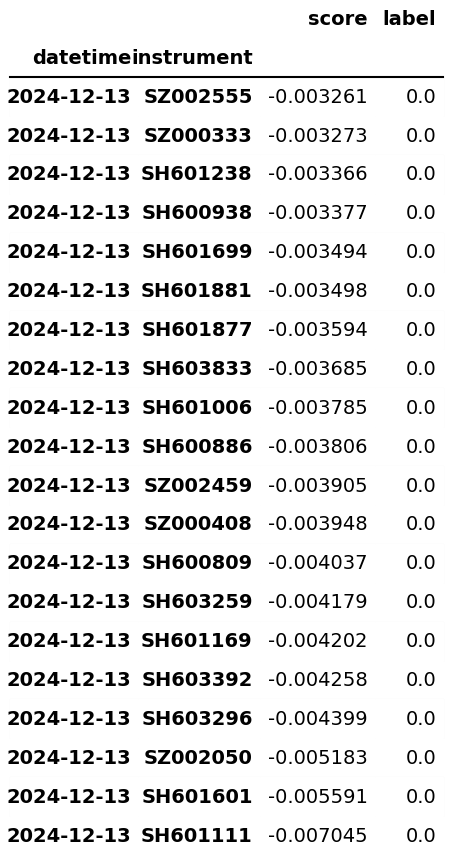 score label
datetime instrument
2024-12-13 SZ002555 -0.003261 0.0
2024-12-13 SZ000333 -0.003273 0.0
2024-12-13 SH601238 -0.003366 0.0
2024-12-13 SH600938 -0.003377 0.0
2024-12-13 SH601699 -0.003494 0.0
2024-12-13 SH601881 -0.003498 0.0
2024-12-13 SH601877 -0.003594 0.0
2024-12-13 SH603833 -0.003685 0.0
2024-12-13 SH601006 -0.003785 0.0
2024-12-13 SH600886 -0.003806 0.0
2024-12-13 SZ002459 -0.003905 0.0
2024-12-13 SZ000408 -0.003948 0.0
2024-12-13 SH600809 -0.004037 0.0
2024-12-13 SH603259 -0.004179 0.0
2024-12-13 SH601169 -0.004202 0.0
2024-12-13 SH603392 -0.004258 0.0
2024-12-13 SH603296 -0.004399 0.0
2024-12-13 SZ002050 -0.005183 0.0
2024-12-13 SH601601 -0.005591 0.0
2024-12-13 SH601111 -0.007045 0.0